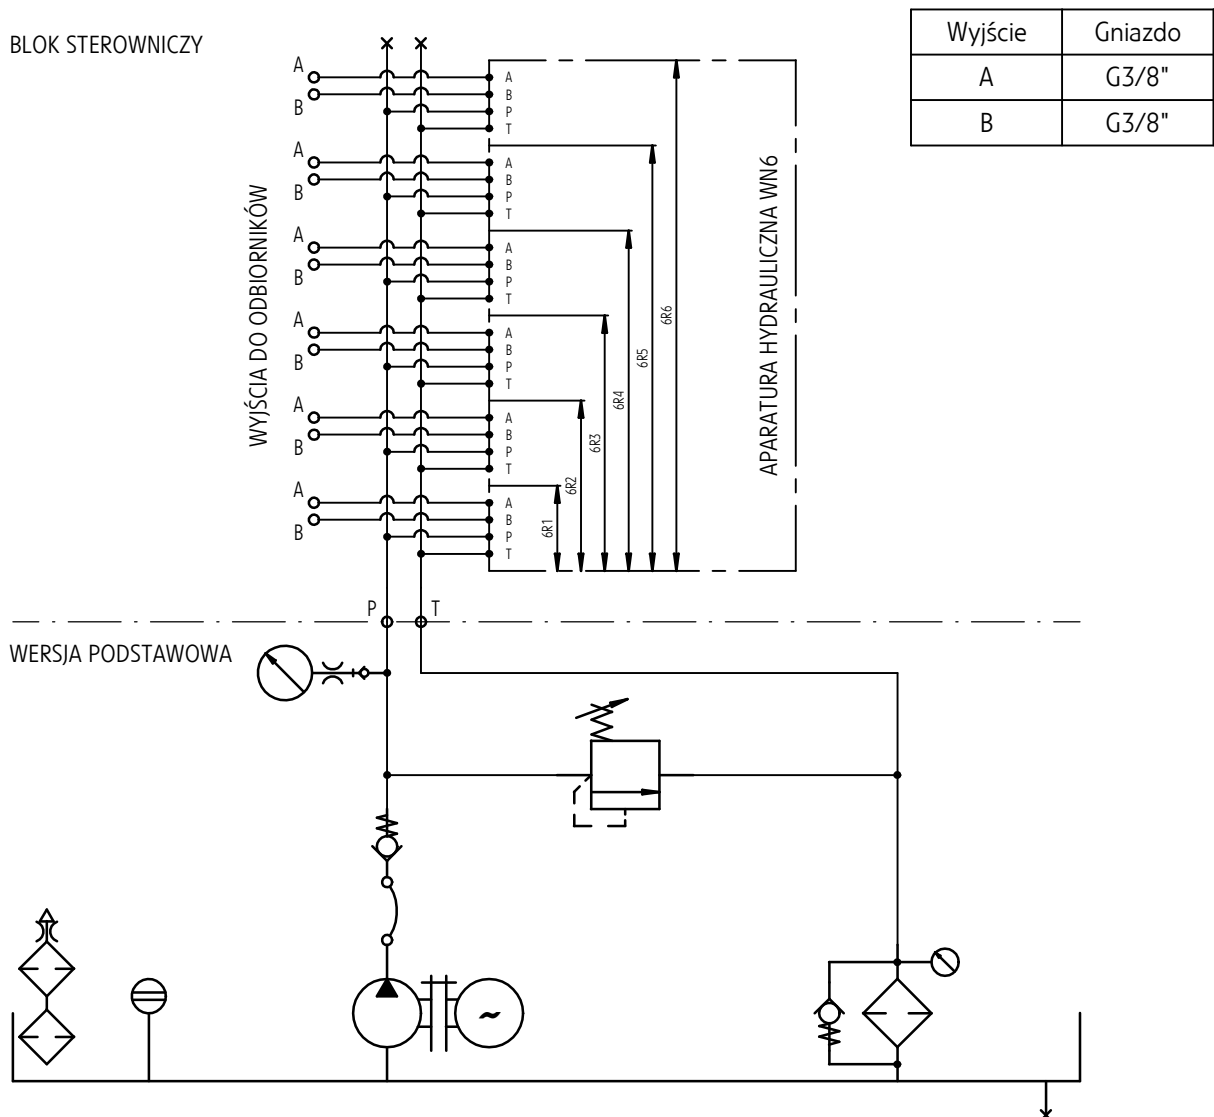 BLOK STEROWNICZY
Wyjście Gniazdo
A G3/8"
B G3/8"
A
B
A
B
P
T
A
B
A
B
P
T
A
B
A
B
P
T
A
B
A
B
P
T
A
B
A
B
P
T
A
B
A
B
P
T
WYJŚCIA DO ODBIORNIKÓW
6R1
6R2
6R3
6R4
6R5
6R6
APARATURA HYDRAULICZNA WN6
P T
WERSJA PODSTAWOWA
~